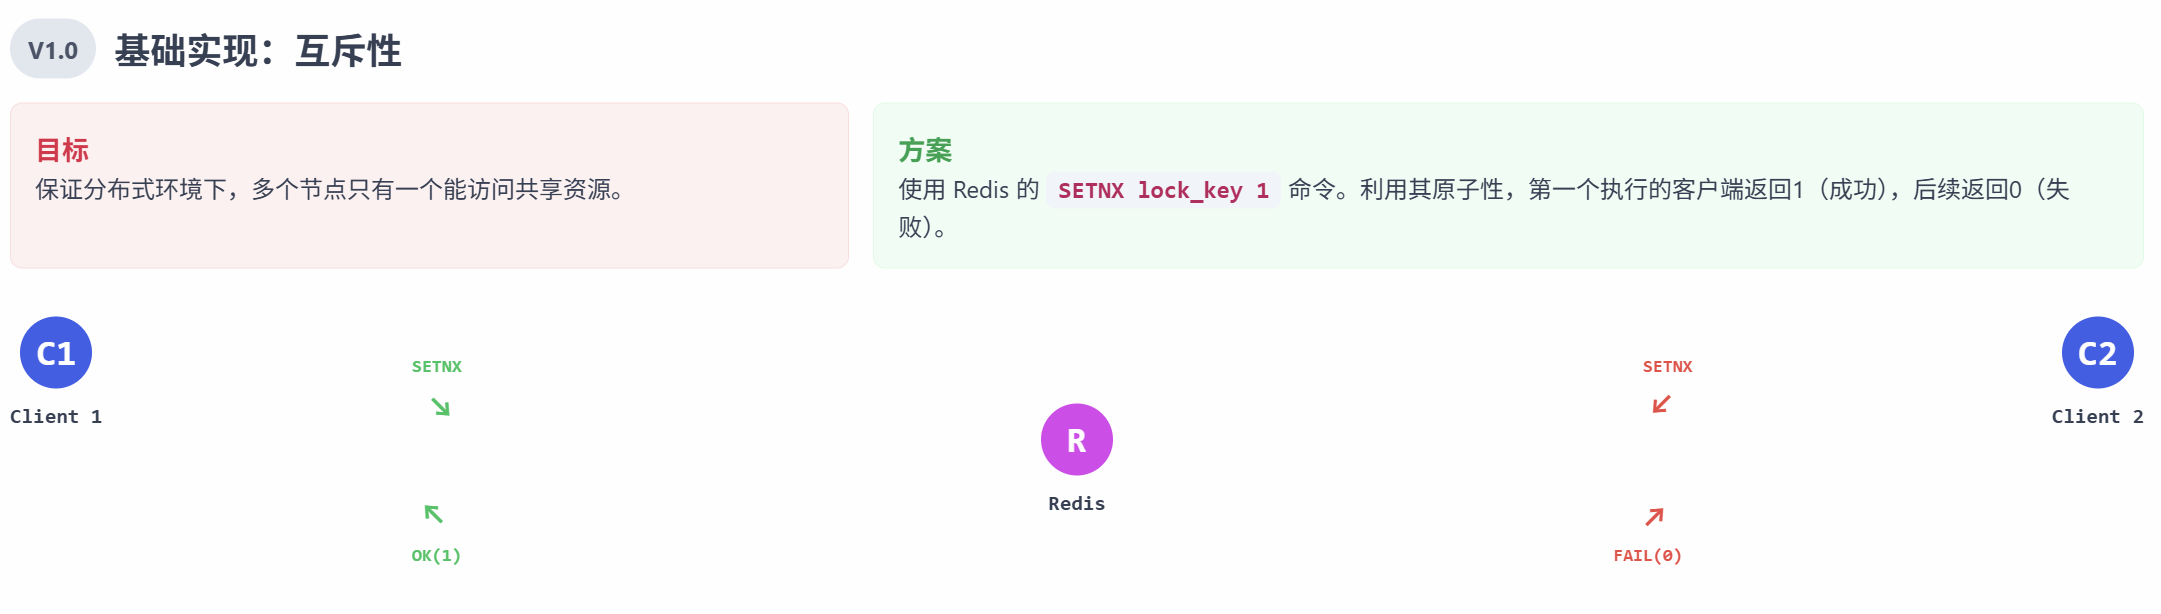 V1.0 基础实现：互斥性
目标
保证分布式环境下，多个节点只有一个能访问共享资源。
方案
使用 Redis 的 SETNX lock_key 1 命令。利用其原子性，第一个执行的客户端返回1（成功），后续返回0（失
败）。
C1
Client 1
SETNX
OK(1)
R
Redis
SETNX
FAIL(0)
C2
Client 2